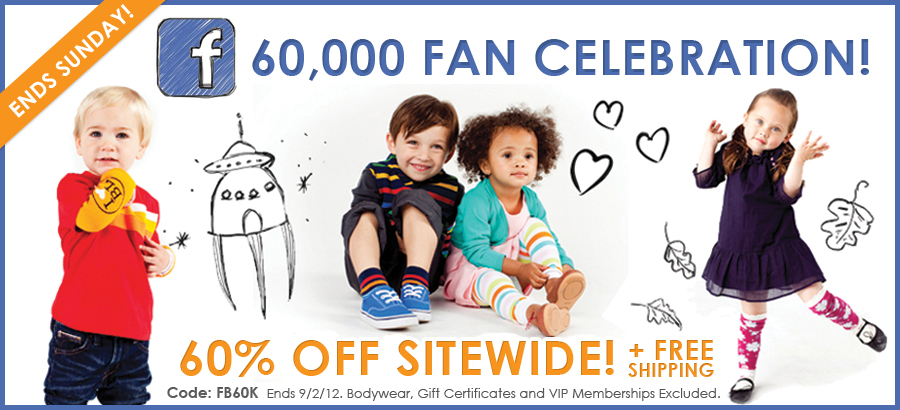 ENDS SUNDAY!
f
60,000 FAN CELEBRATION!
BL
60% OFF SITEWIDE! + FREE
SHIPPING
Code: FB60K Ends 9/2/12. Bodywear, Gift Certificates and VIP Memberships Excluded.